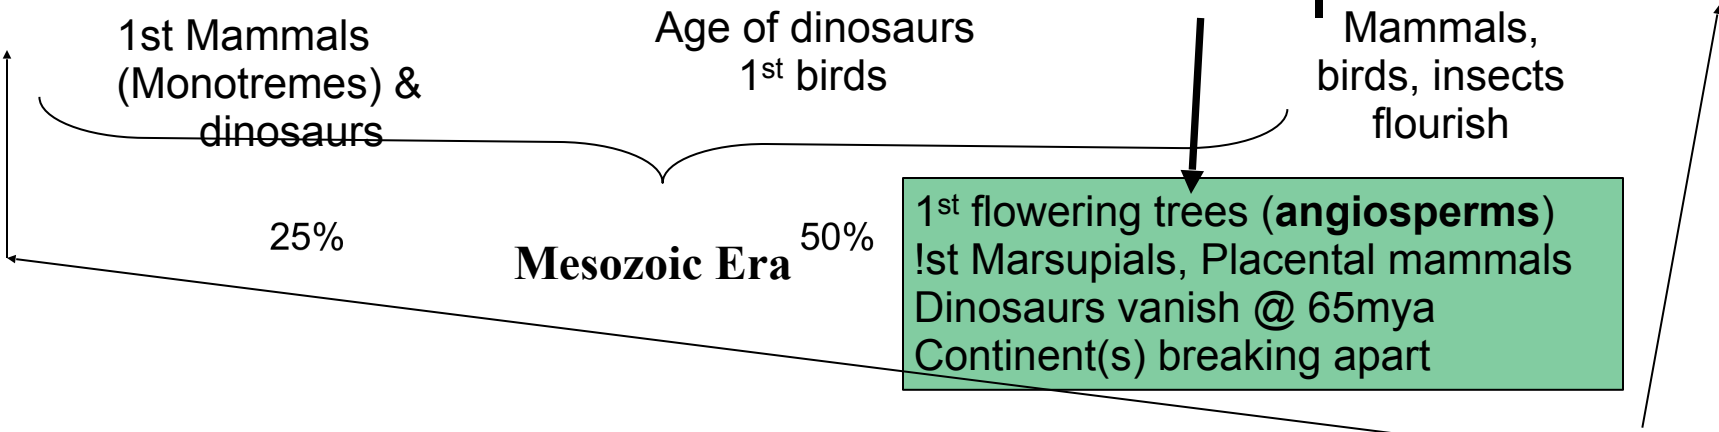 1st Mammals
(Monotremes) &
dinosaurs
Age of dinosaurs
1st birds
Mammals,
birds, insects
flourish
25%
Mesozoic Era
50%
1st flowering trees (angiosperms)
!st Marsupials, Placental mammals
Dinosaurs vanish @ 65mya
Continent(s) breaking apart